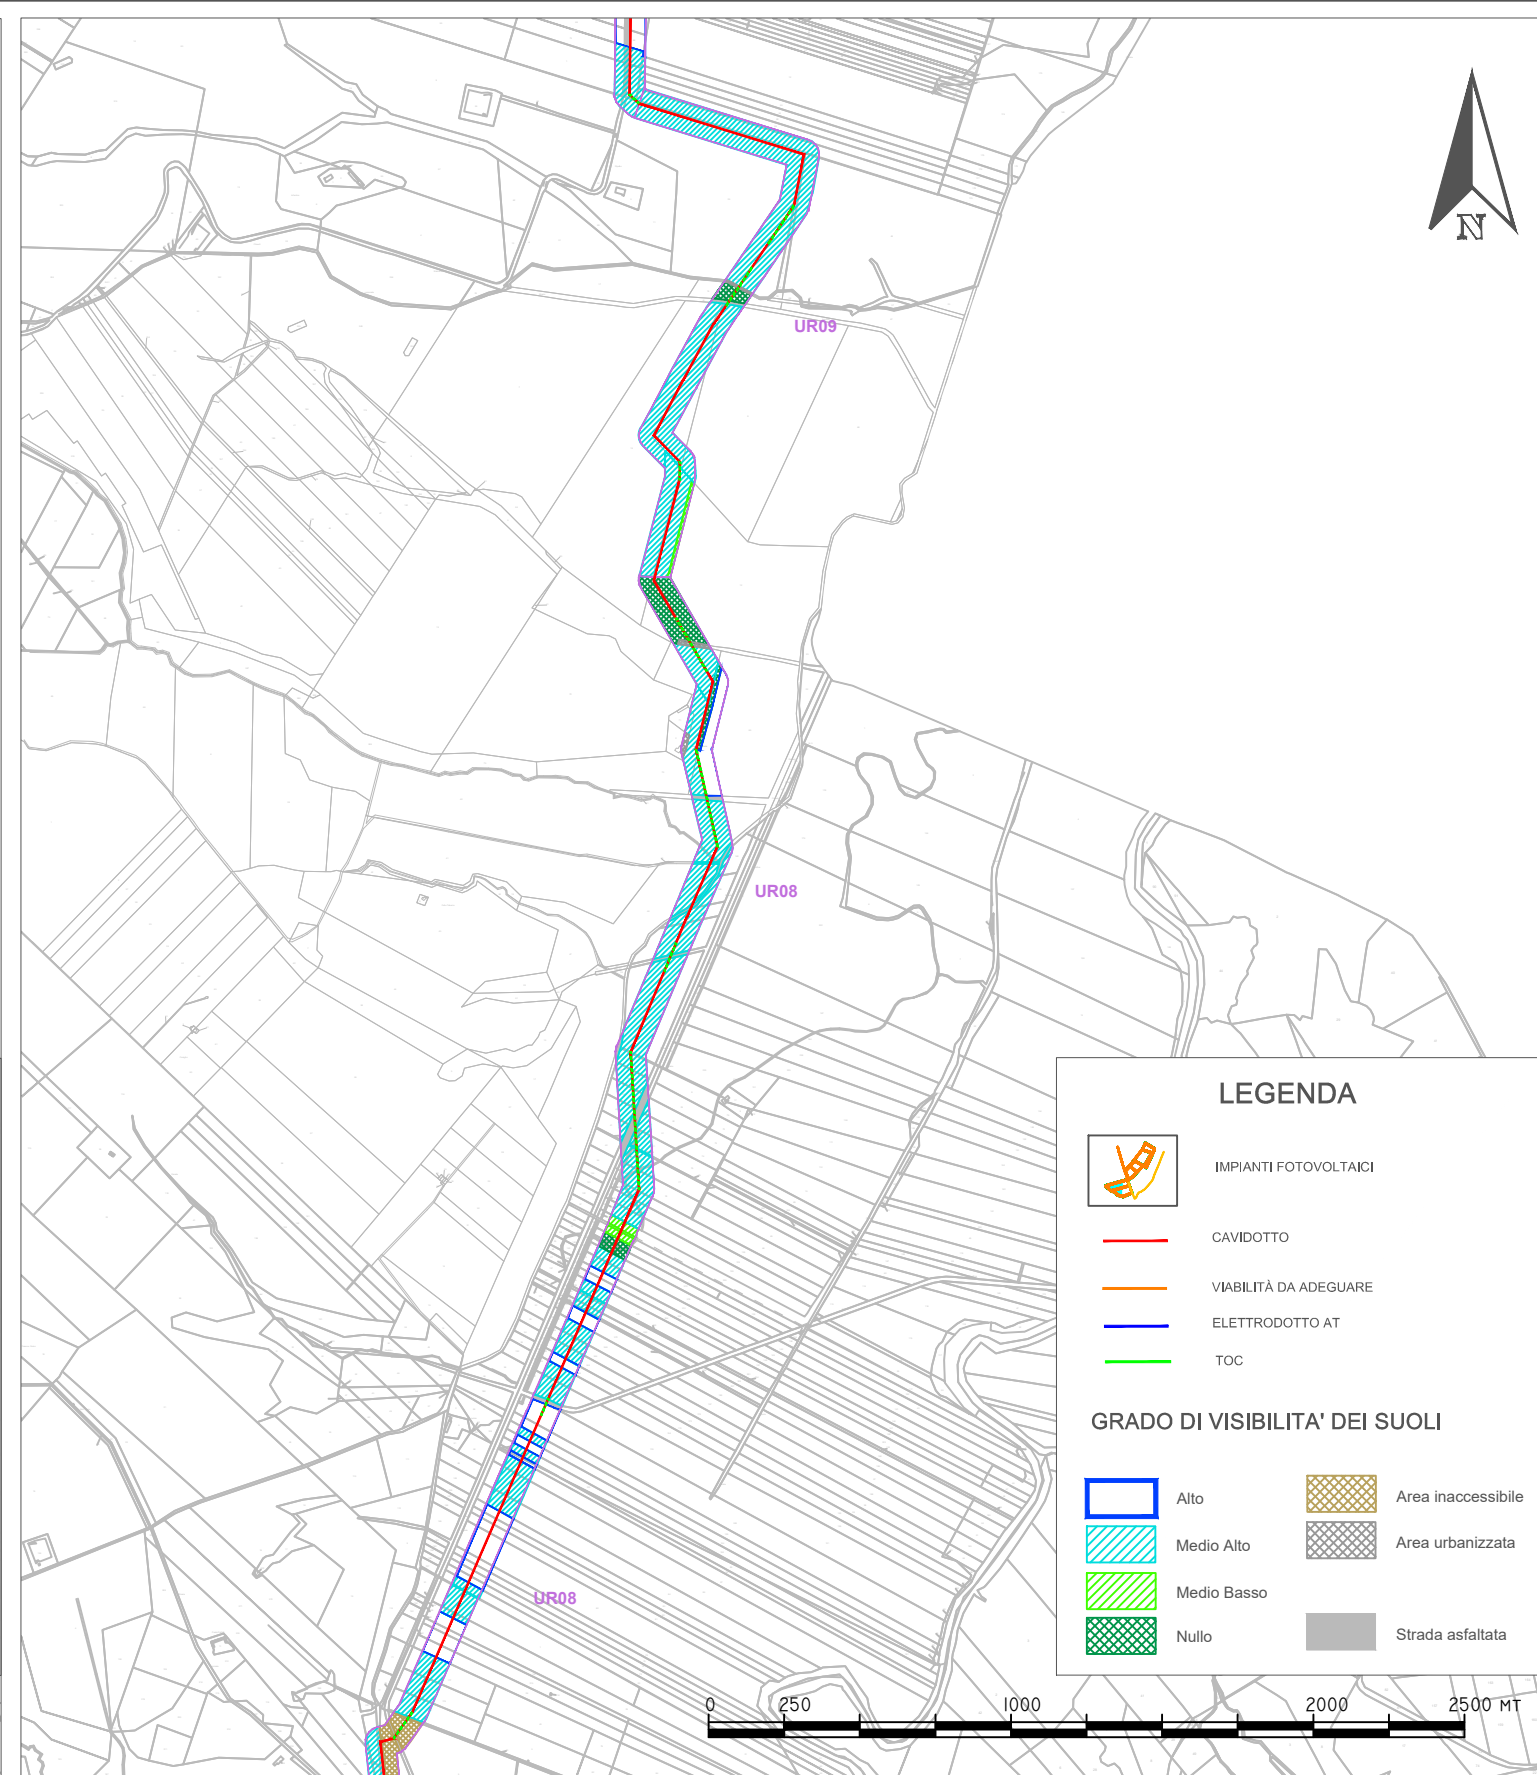 N
UR09
UR08
UR08
LEGENDA
IMPIANTI FOTOVOLTAICI
CAVIDOTTO
VIABILITÀ DA ADEGUARE
ELETTRODOTTO AT
TOC
GRADO DI VISIBILITA' DEI SUOLI
Alto
Area inaccessibile
Medio Alto
Area urbanizzata
Medio Basso
Nullo
Strada asfaltata
0 250 1000 2000 2500 MT